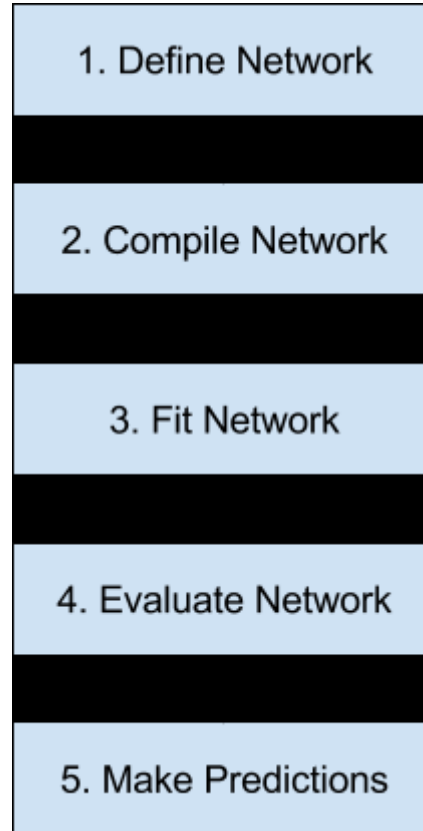 1. Define Network
2. Compile Network
3. Fit Network
4. Evaluate Network
5. Make Predictions